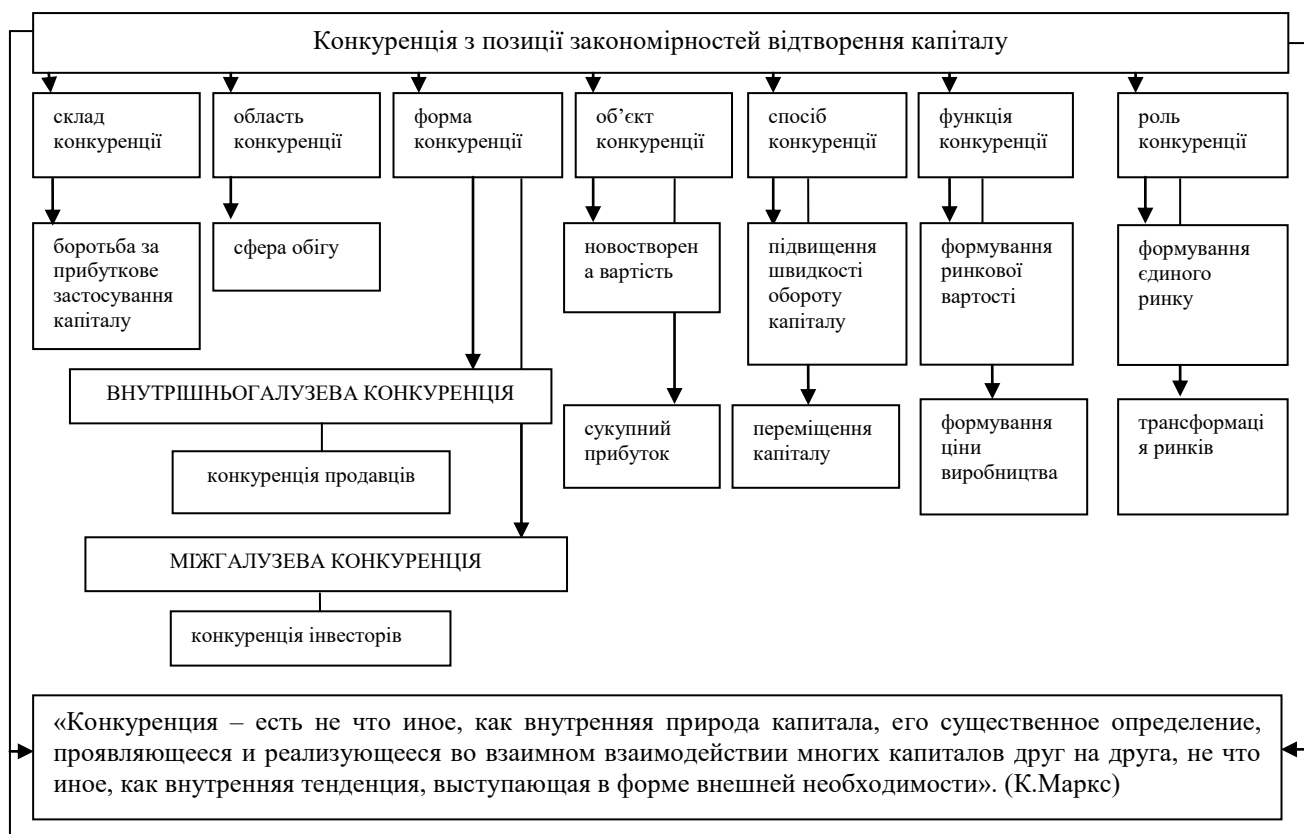 Конкуренція з позиції закономірностей відтворення капіталу
склад
конкуренції
область
конкуренції
форма
конкуренції
об’єкт
конкуренції
спосіб
конкуренції
функція
конкуренції
роль
конкуренції
боротьба за
прибуткове
застосування
капіталу
сфера обігу
новостворен
а вартість
підвищення
швидкості
обороту
капіталу
формування
ринкової
вартості
формування
єдиного
ринку
ВНУТРІШНЬОГАЛУЗЕВА КОНКУРЕНЦІЯ
конкуренція продавців
сукупний
прибуток
переміщення
капіталу
формування
ціни
виробництва
трансформаці
я ринків
МІЖГАЛУЗЕВА КОНКУРЕНЦІЯ
конкуренція інвесторів
«Конкуренция – есть не что иное, как внутренняя природа капитала, его существенное определение,
проявляющееся и реализующееся во взаимном взаимодействии многих капиталов друг на друга, не что
иное, как внутренняя тенденция, выступающая в форме внешней необходимости». (К.Маркс)